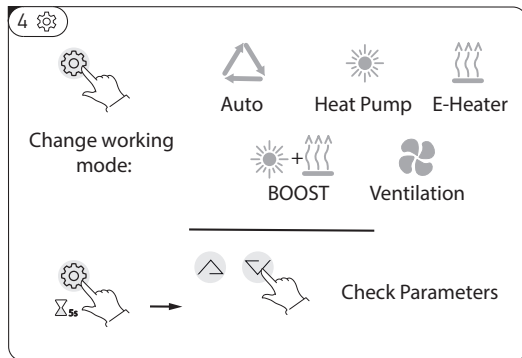 4
Auto Heat Pump E-Heater
Change working
mode:
+
BOOST Ventilation
5s
Check Parameters